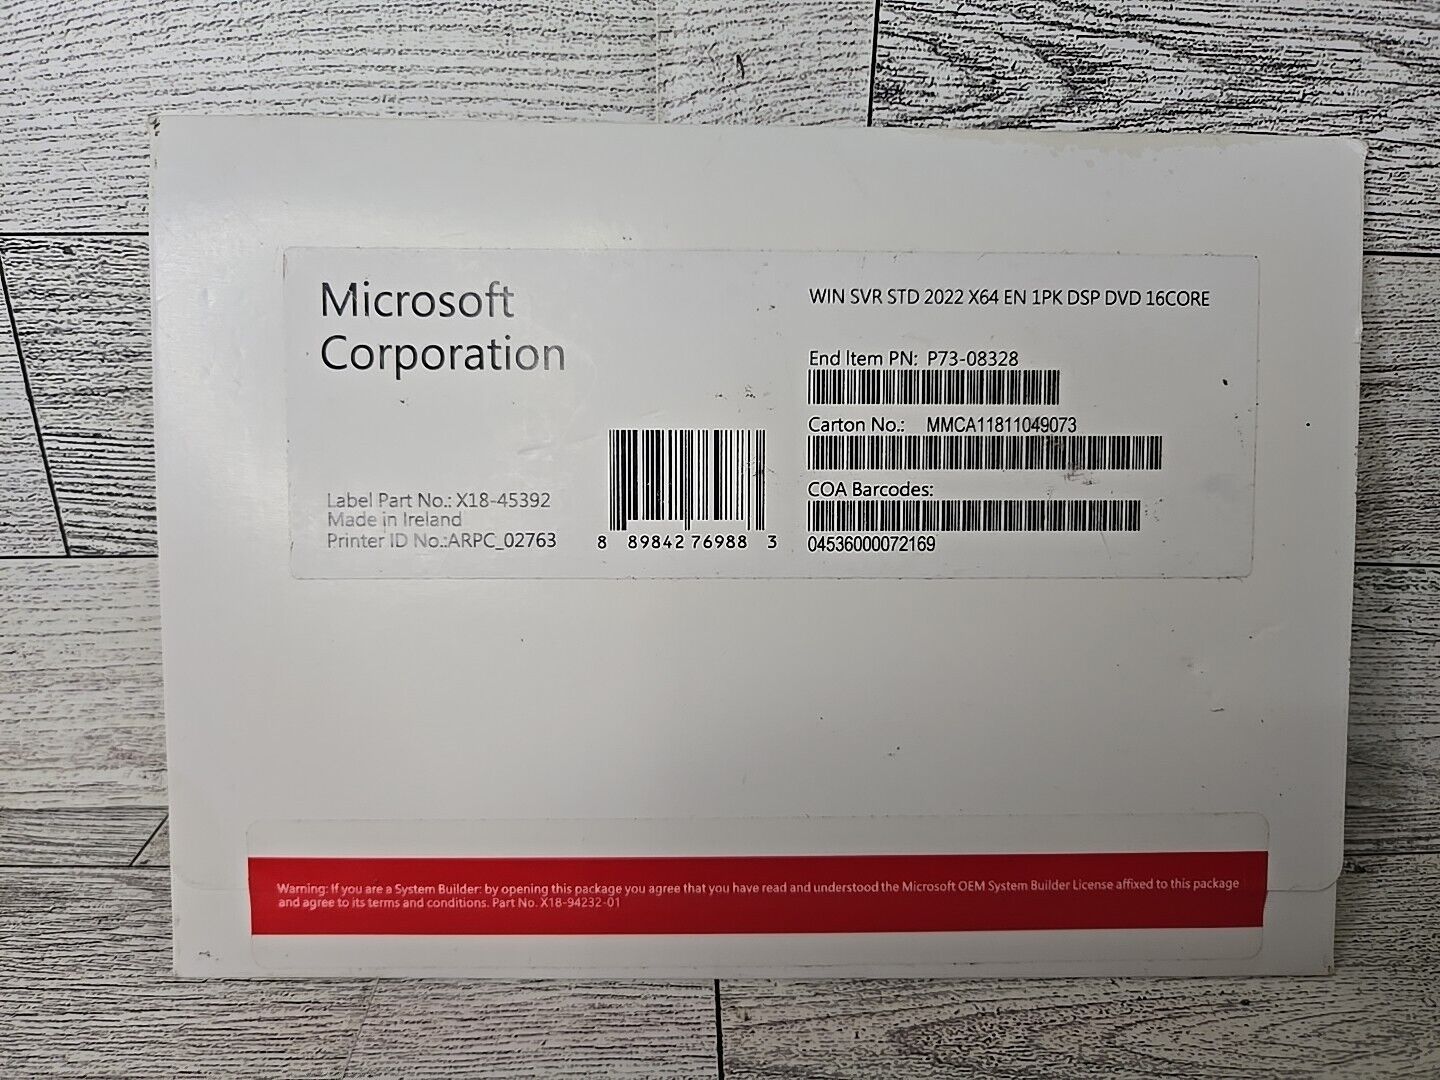 Microsoft
Corporation
Label Part No.: X18-45392
Made in Ireland
Printer ID No.:ARPC_02763
8 89842 76988 3
WIN SVR STD 2022 X64 EN 1PK DSP DVD 16CORE
End Item PN: P73-08328
Carton No.: MMCA11811049073
COA Barcodes:
04536000072169
Warning: If you are a System Builder: by opening this package you agree that you have read and understood the Microsoft OEM System Builder License affixed to this package
and agree to its terms and conditions. Part No. X18-94232-01